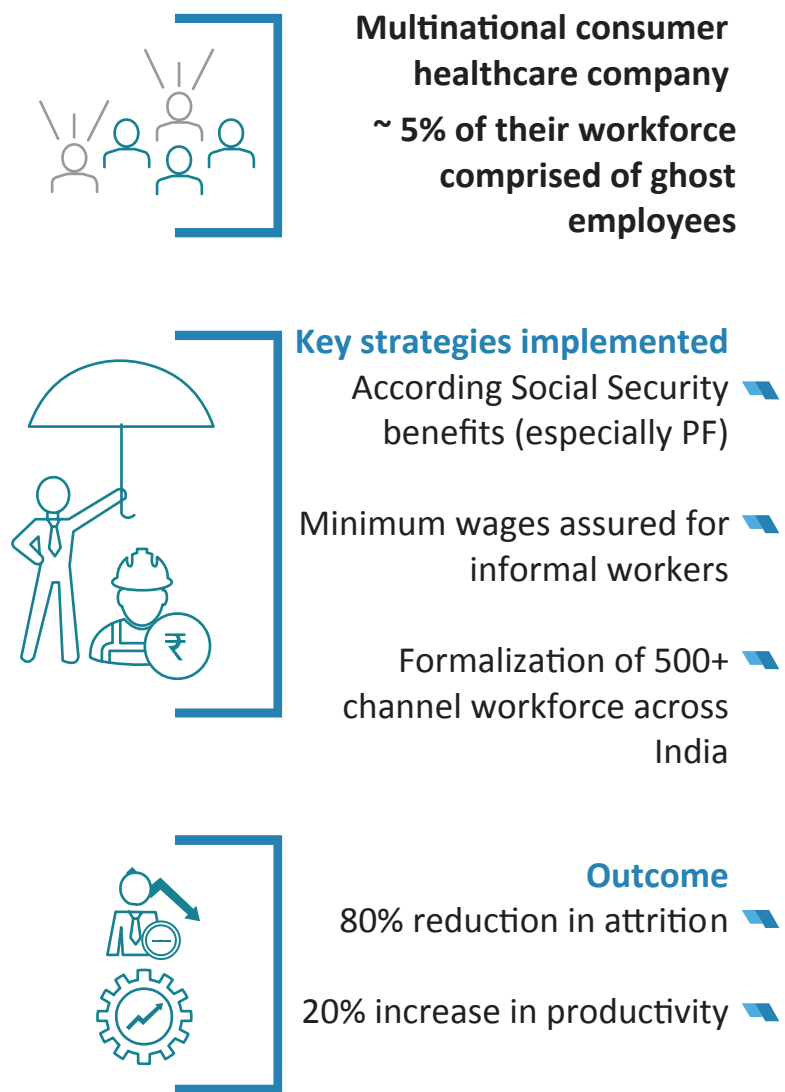 Multinational consumer
healthcare company
~ 5% of their workforce
comprised of ghost
employees
Key strategies implemented
According Social Security
benefits (especially PF)
Minimum wages assured for
informal workers
₹
Formalization of 500+
channel workforce across
India
Outcome
80% reduction in attrition
20% increase in productivity